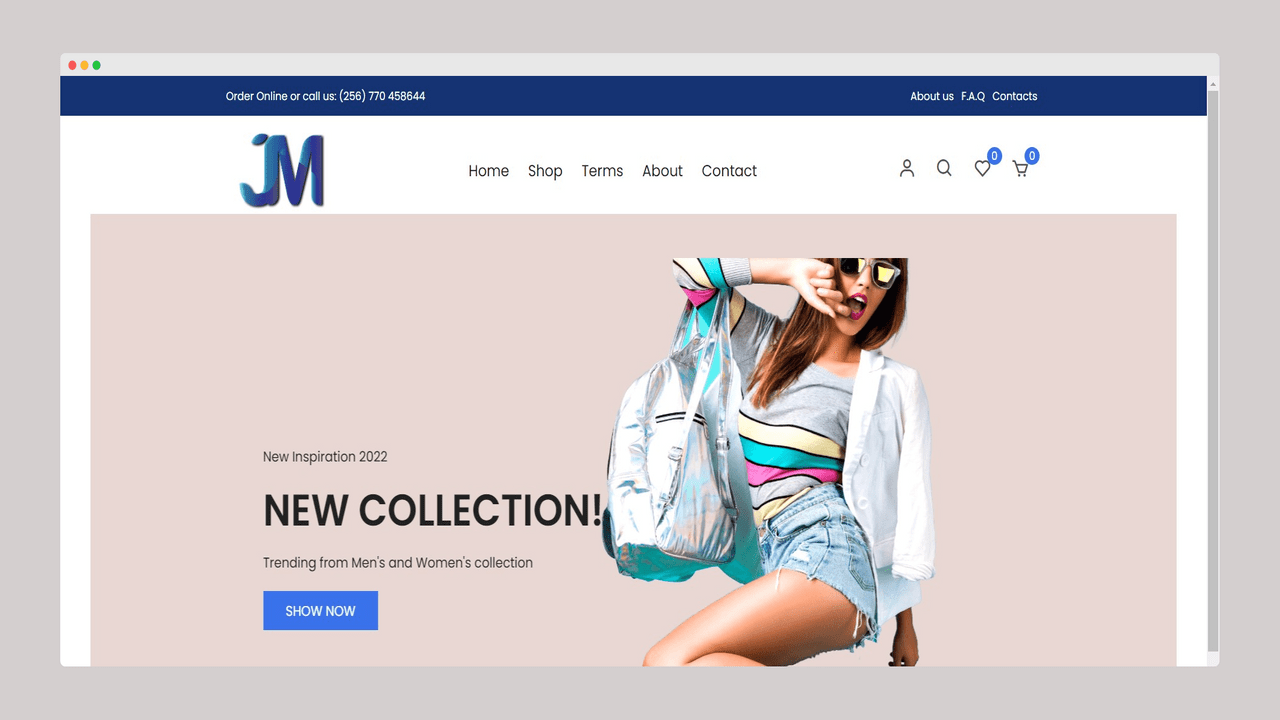 Order Online or call us: (256) 770 458644
About us F.A.Q Contacts
JM
Home Shop Terms About Contact
0 0
New Inspiration 2022
NEW COLLECTION!
Trending from Men's and Women's collection
SHOW NOW